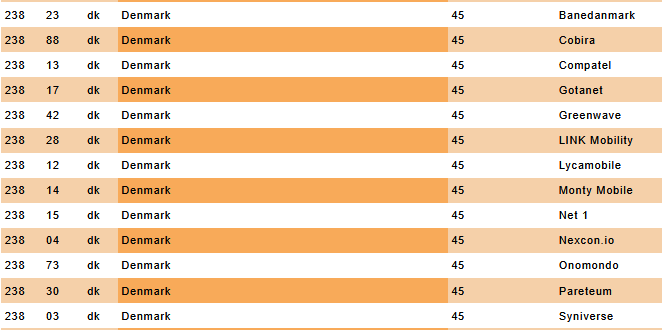 238 23 dk Denmark 45 Banedanmark
238 88 dk Denmark 45 Cobira
238 13 dk Denmark 45 Compatel
238 17 dk Denmark 45 Gotanet
238 42 dk Denmark 45 Greenwave
238 28 dk Denmark 45 LINK Mobility
238 12 dk Denmark 45 Lycamobile
238 14 dk Denmark 45 Monty Mobile
238 15 dk Denmark 45 Net 1
238 04 dk Denmark 45 Nexcon.io
238 73 dk Denmark 45 Onomondo
238 30 dk Denmark 45 Pareteum
238 03 dk Denmark 45 Syniverse